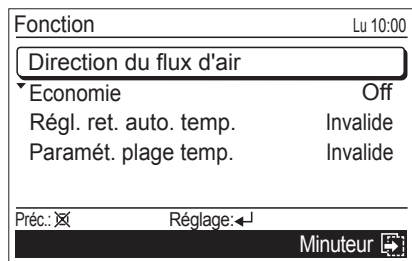 Fonction Lu 10:00
Direction du flux d'air
Economie Off
Régl. ret. auto. temp. Invalide
Paramét. plage temp. Invalide
Préc.: Réglage:
Minuteur